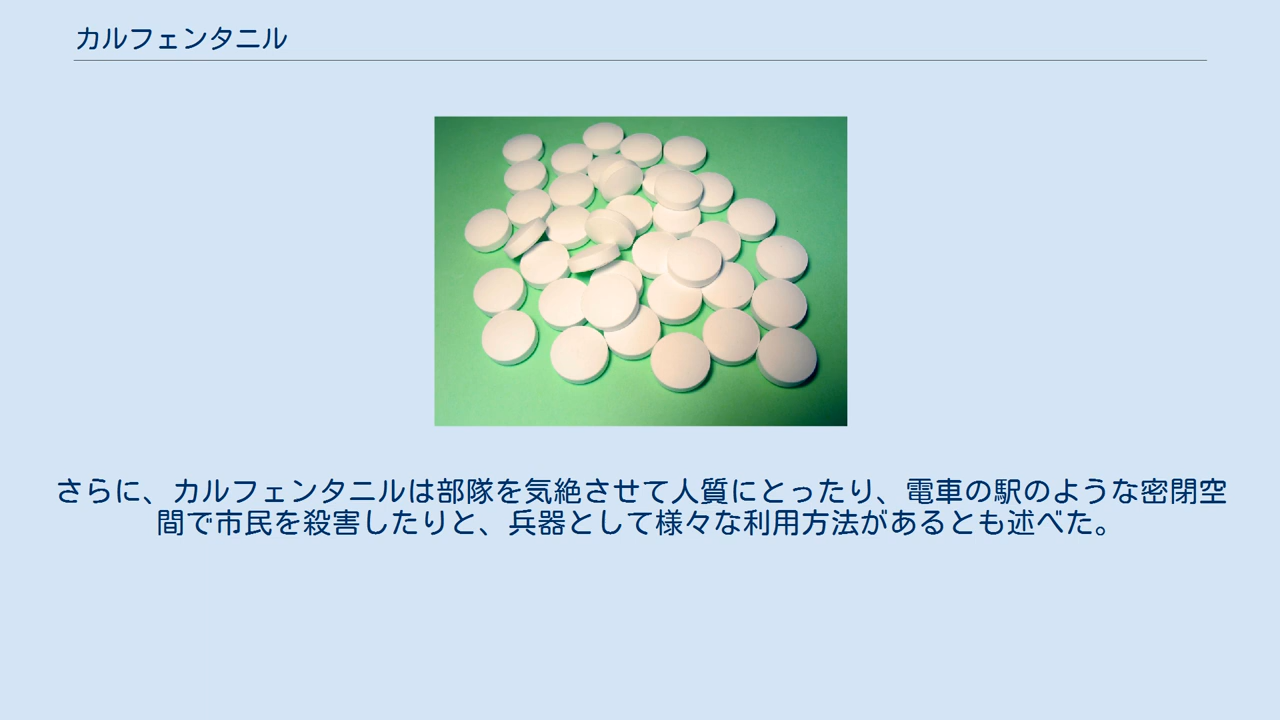 カルフェンタニル
さらに、カルフェンタニルは部隊を気絶させて人質にとったり、電車の駅のような密閉空
間で市民を殺害したりと、兵器として様々な利用方法があるとも述べた。